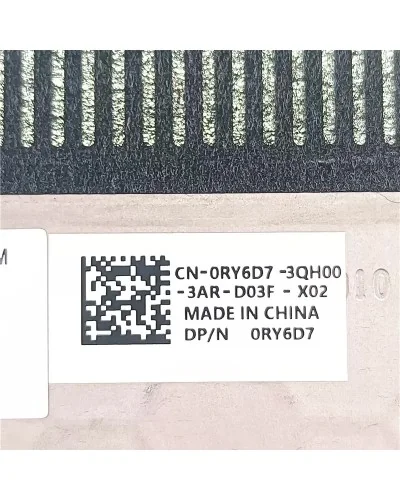 M
CN-0RY6D7 -3QH00
-3AR-D03F - X02
MADE IN CHINA
DP/N 0RY6D7